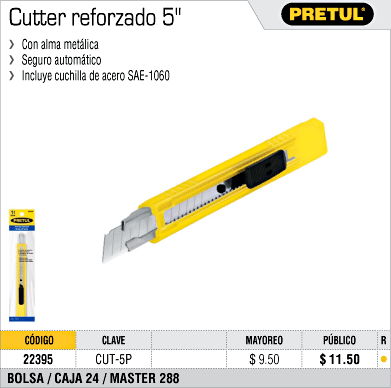 Cutter reforzado 5"
PRETUL®
❯ Con alma metálica
❯ Seguro automático
❯ Incluye cuchilla de acero SAE-1060
PRETUL
CÓDIGO CLAVE MAYOREO PÚBLICO R
22395 CUT-5P $ 9.50 $ 11.50
BOLSA / CAJA 24 / MASTER 288